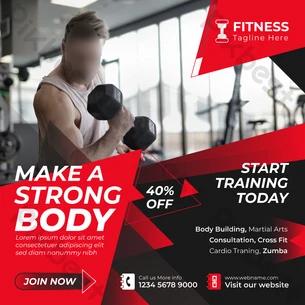 FITNESS
Tagline Here
MAKE A
STRONG
BODY
Lorem ipsum dolor sit amet,
consectetuer adipiscing elit,
sed diam nonummy
40%
OFF
START
TRAINING
TODAY
Body Building, Martial Arts
Consultation, Cross Fit
Cardio Traning, Zumba
JOIN NOW
Call Us More info
1234 5678 9000
www.webname.com
Visit our website